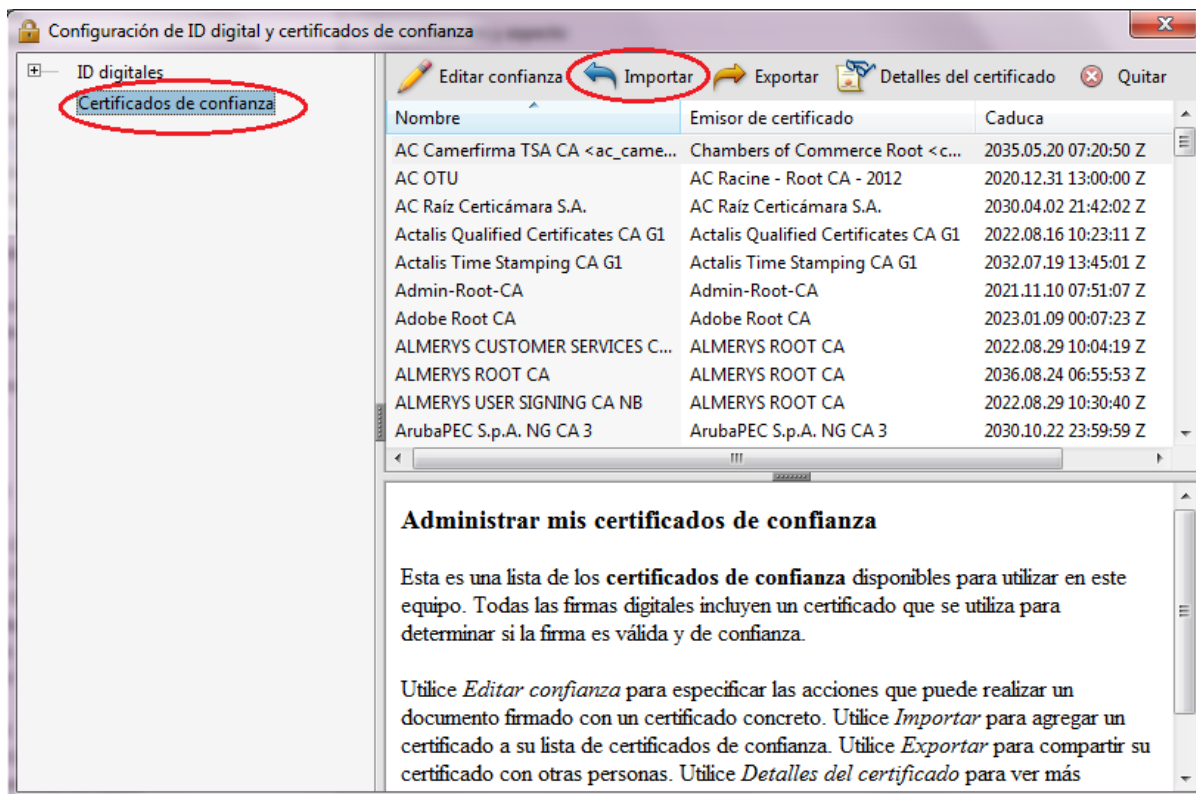 Configuración de ID digital y certificados de confianza
ID digitales
Certificados de confianza
Editar confianza Importar Exportar Detalles del certificado Quitar
Nombre Emisor de certificado Caduca
AC Camerfirma TSA CA <ac_came... Chambers of Commerce Root <c... 2035.05.20 07:20:50 Z
AC OTU AC Racine - Root CA - 2012 2020.12.31 13:00:00 Z
AC Raíz Certicámara S.A. AC Raíz Certicámara S.A. 2030.04.02 21:42:02 Z
Actalis Qualified Certificates CA G1 Actalis Qualified Certificates CA G1 2022.08.16 10:23:11 Z
Actalis Time Stamping CA G1 Actalis Time Stamping CA G1 2032.07.19 13:45:01 Z
Admin-Root-CA Admin-Root-CA 2021.11.10 07:51:07 Z
Adobe Root CA Adobe Root CA 2023.01.09 00:07:23 Z
ALMERYS CUSTOMER SERVICES C... ALMERYS ROOT CA 2022.08.29 10:04:19 Z
ALMERYS ROOT CA ALMERYS ROOT CA 2036.08.24 06:55:53 Z
ALMERYS USER SIGNING CA NB ALMERYS ROOT CA 2022.08.29 10:30:40 Z
ArubaPEC S.p.A. NG CA 3 ArubaPEC S.p.A. NG CA 3 2030.10.22 23:59:59 Z
Administrar mis certificados de confianza
Esta es una lista de los certificados de confianza disponibles para utilizar en este
equipo. Todas las firmas digitales incluyen un certificado que se utiliza para
determinar si la firma es válida y de confianza.
Utilice Editar confianza para especificar las acciones que puede realizar un
documento firmado con un certificado concreto. Utilice Importar para agregar un
certificado a su lista de certificados de confianza. Utilice Exportar para compartir su
certificado con otras personas. Utilice Detalles del certificado para ver más